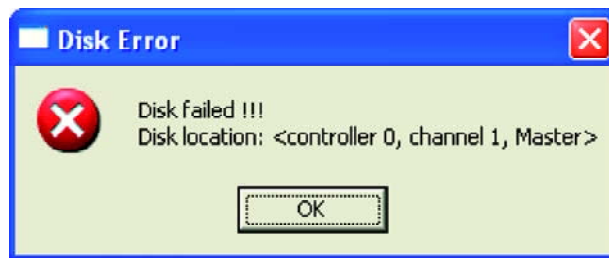 Disk Error
Disk failed !!!
Disk location: <controller 0, channel 1, Master>
OK